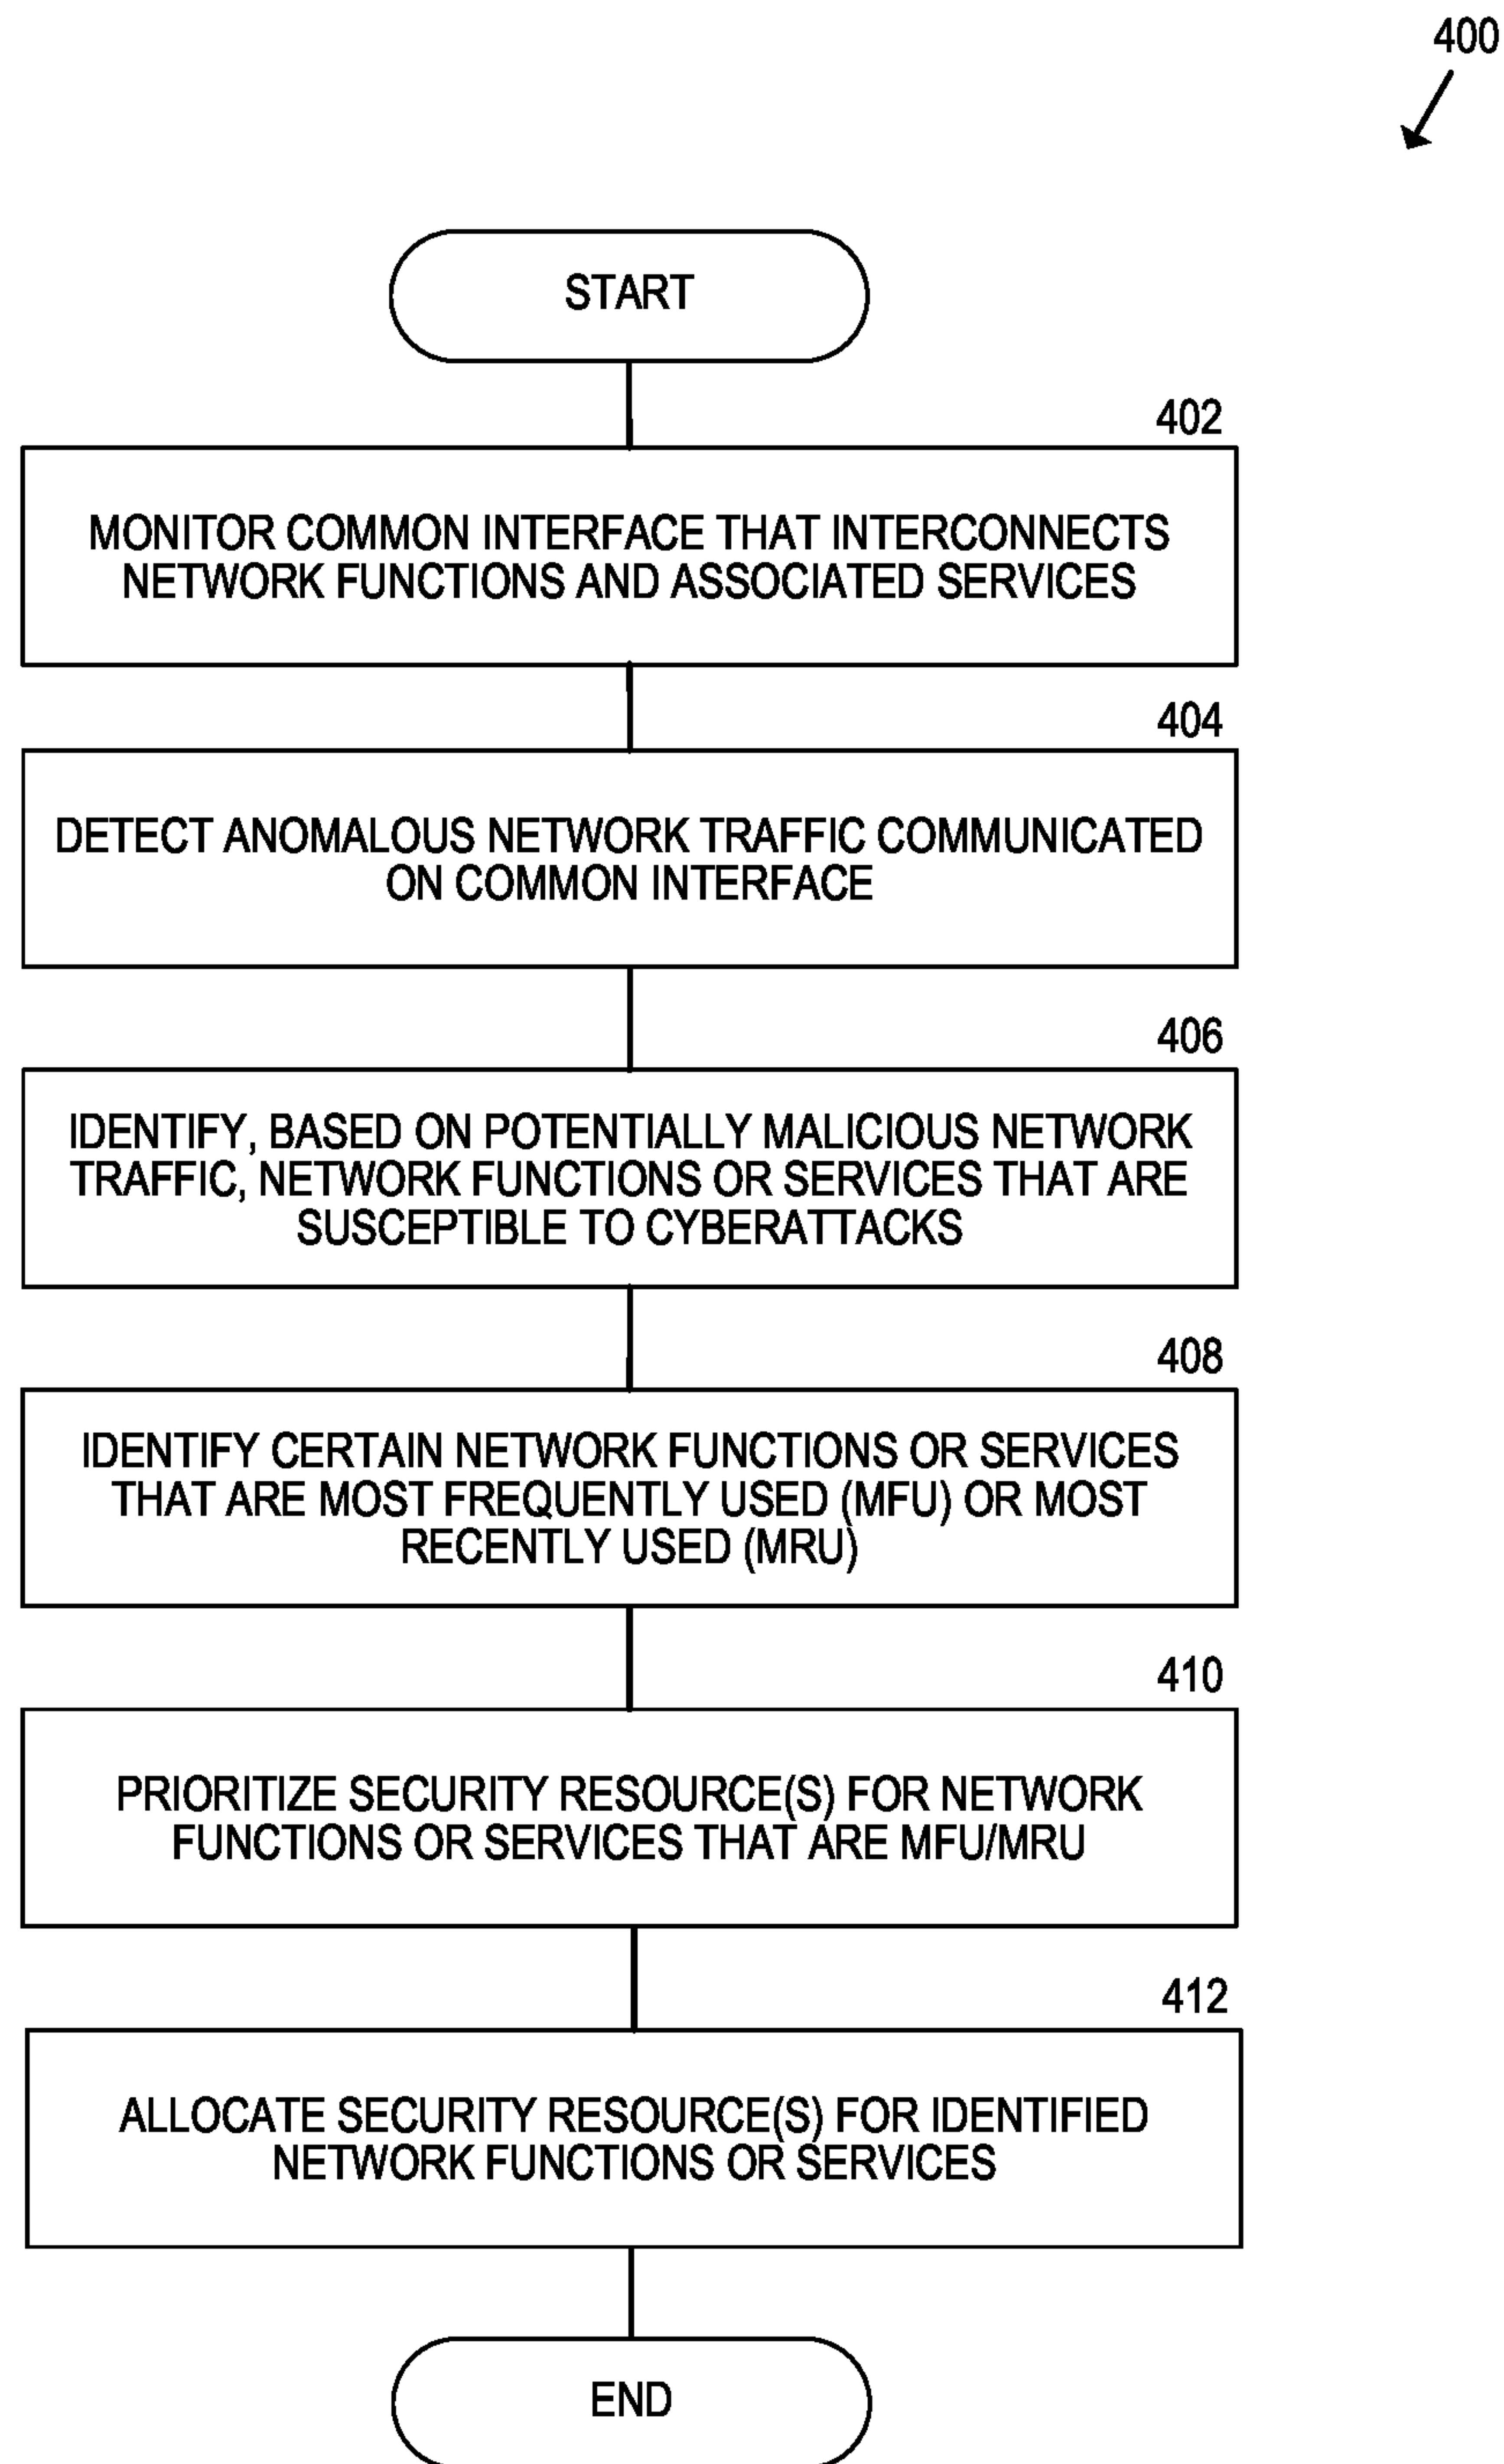 400
START
402
MONITOR COMMON INTERFACE THAT INTERCONNECTS
NETWORK FUNCTIONS AND ASSOCIATED SERVICES
404
DETECT ANOMALOUS NETWORK TRAFFIC COMMUNICATED
ON COMMON INTERFACE
406
IDENTIFY, BASED ON POTENTIALLY MALICIOUS NETWORK
TRAFFIC, NETWORK FUNCTIONS OR SERVICES THAT ARE
SUSCEPTIBLE TO CYBERATTACKS
408
IDENTIFY CERTAIN NETWORK FUNCTIONS OR SERVICES
THAT ARE MOST FREQUENTLY USED (MFU) OR MOST
RECENTLY USED (MRU)
410
PRIORITIZE SECURITY RESOURCE(S) FOR NETWORK
FUNCTIONS OR SERVICES THAT ARE MFU/MRU
412
ALLOCATE SECURITY RESOURCE(S) FOR IDENTIFIED
NETWORK FUNCTIONS OR SERVICES
END